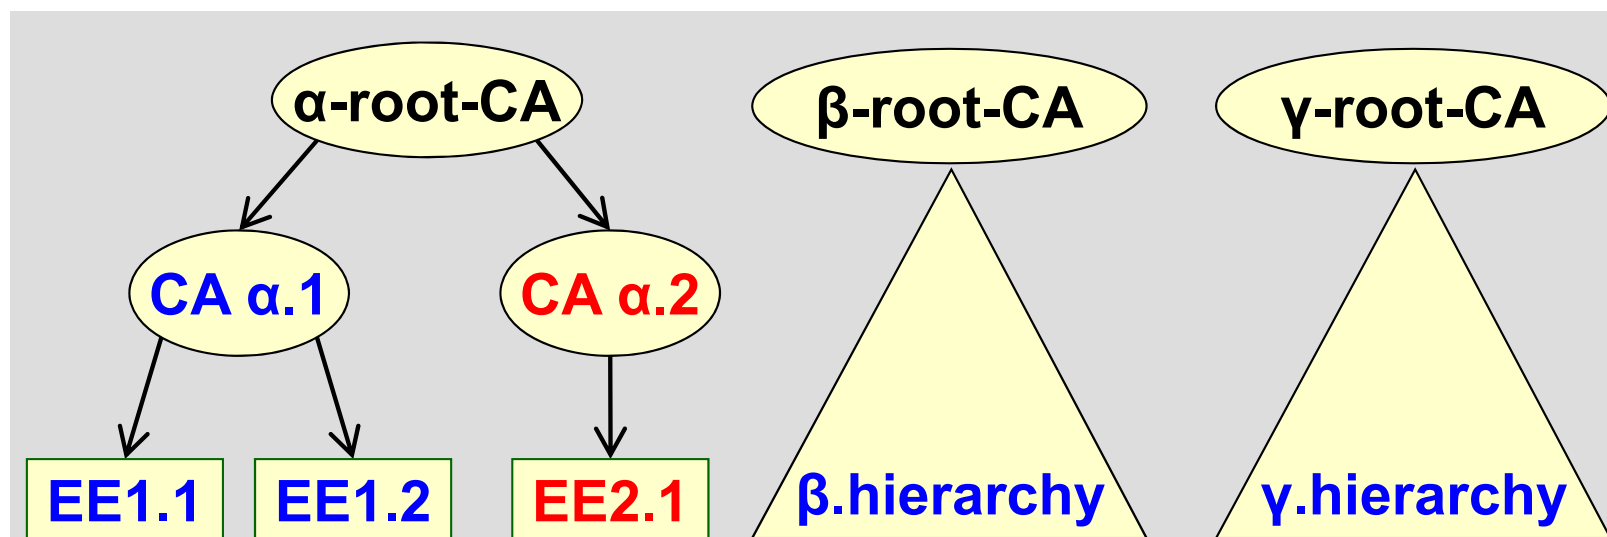 α-root-CA
β-root-CA
γ-root-CA
CA α.1
CA α.2
EE1.1
EE1.2
EE2.1
β.hierarchy
γ.hierarchy